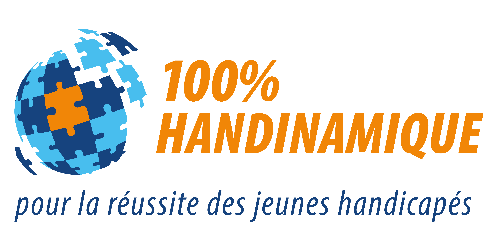 100%
HANDINAMIQUE
pour la réussite des jeunes handicapés